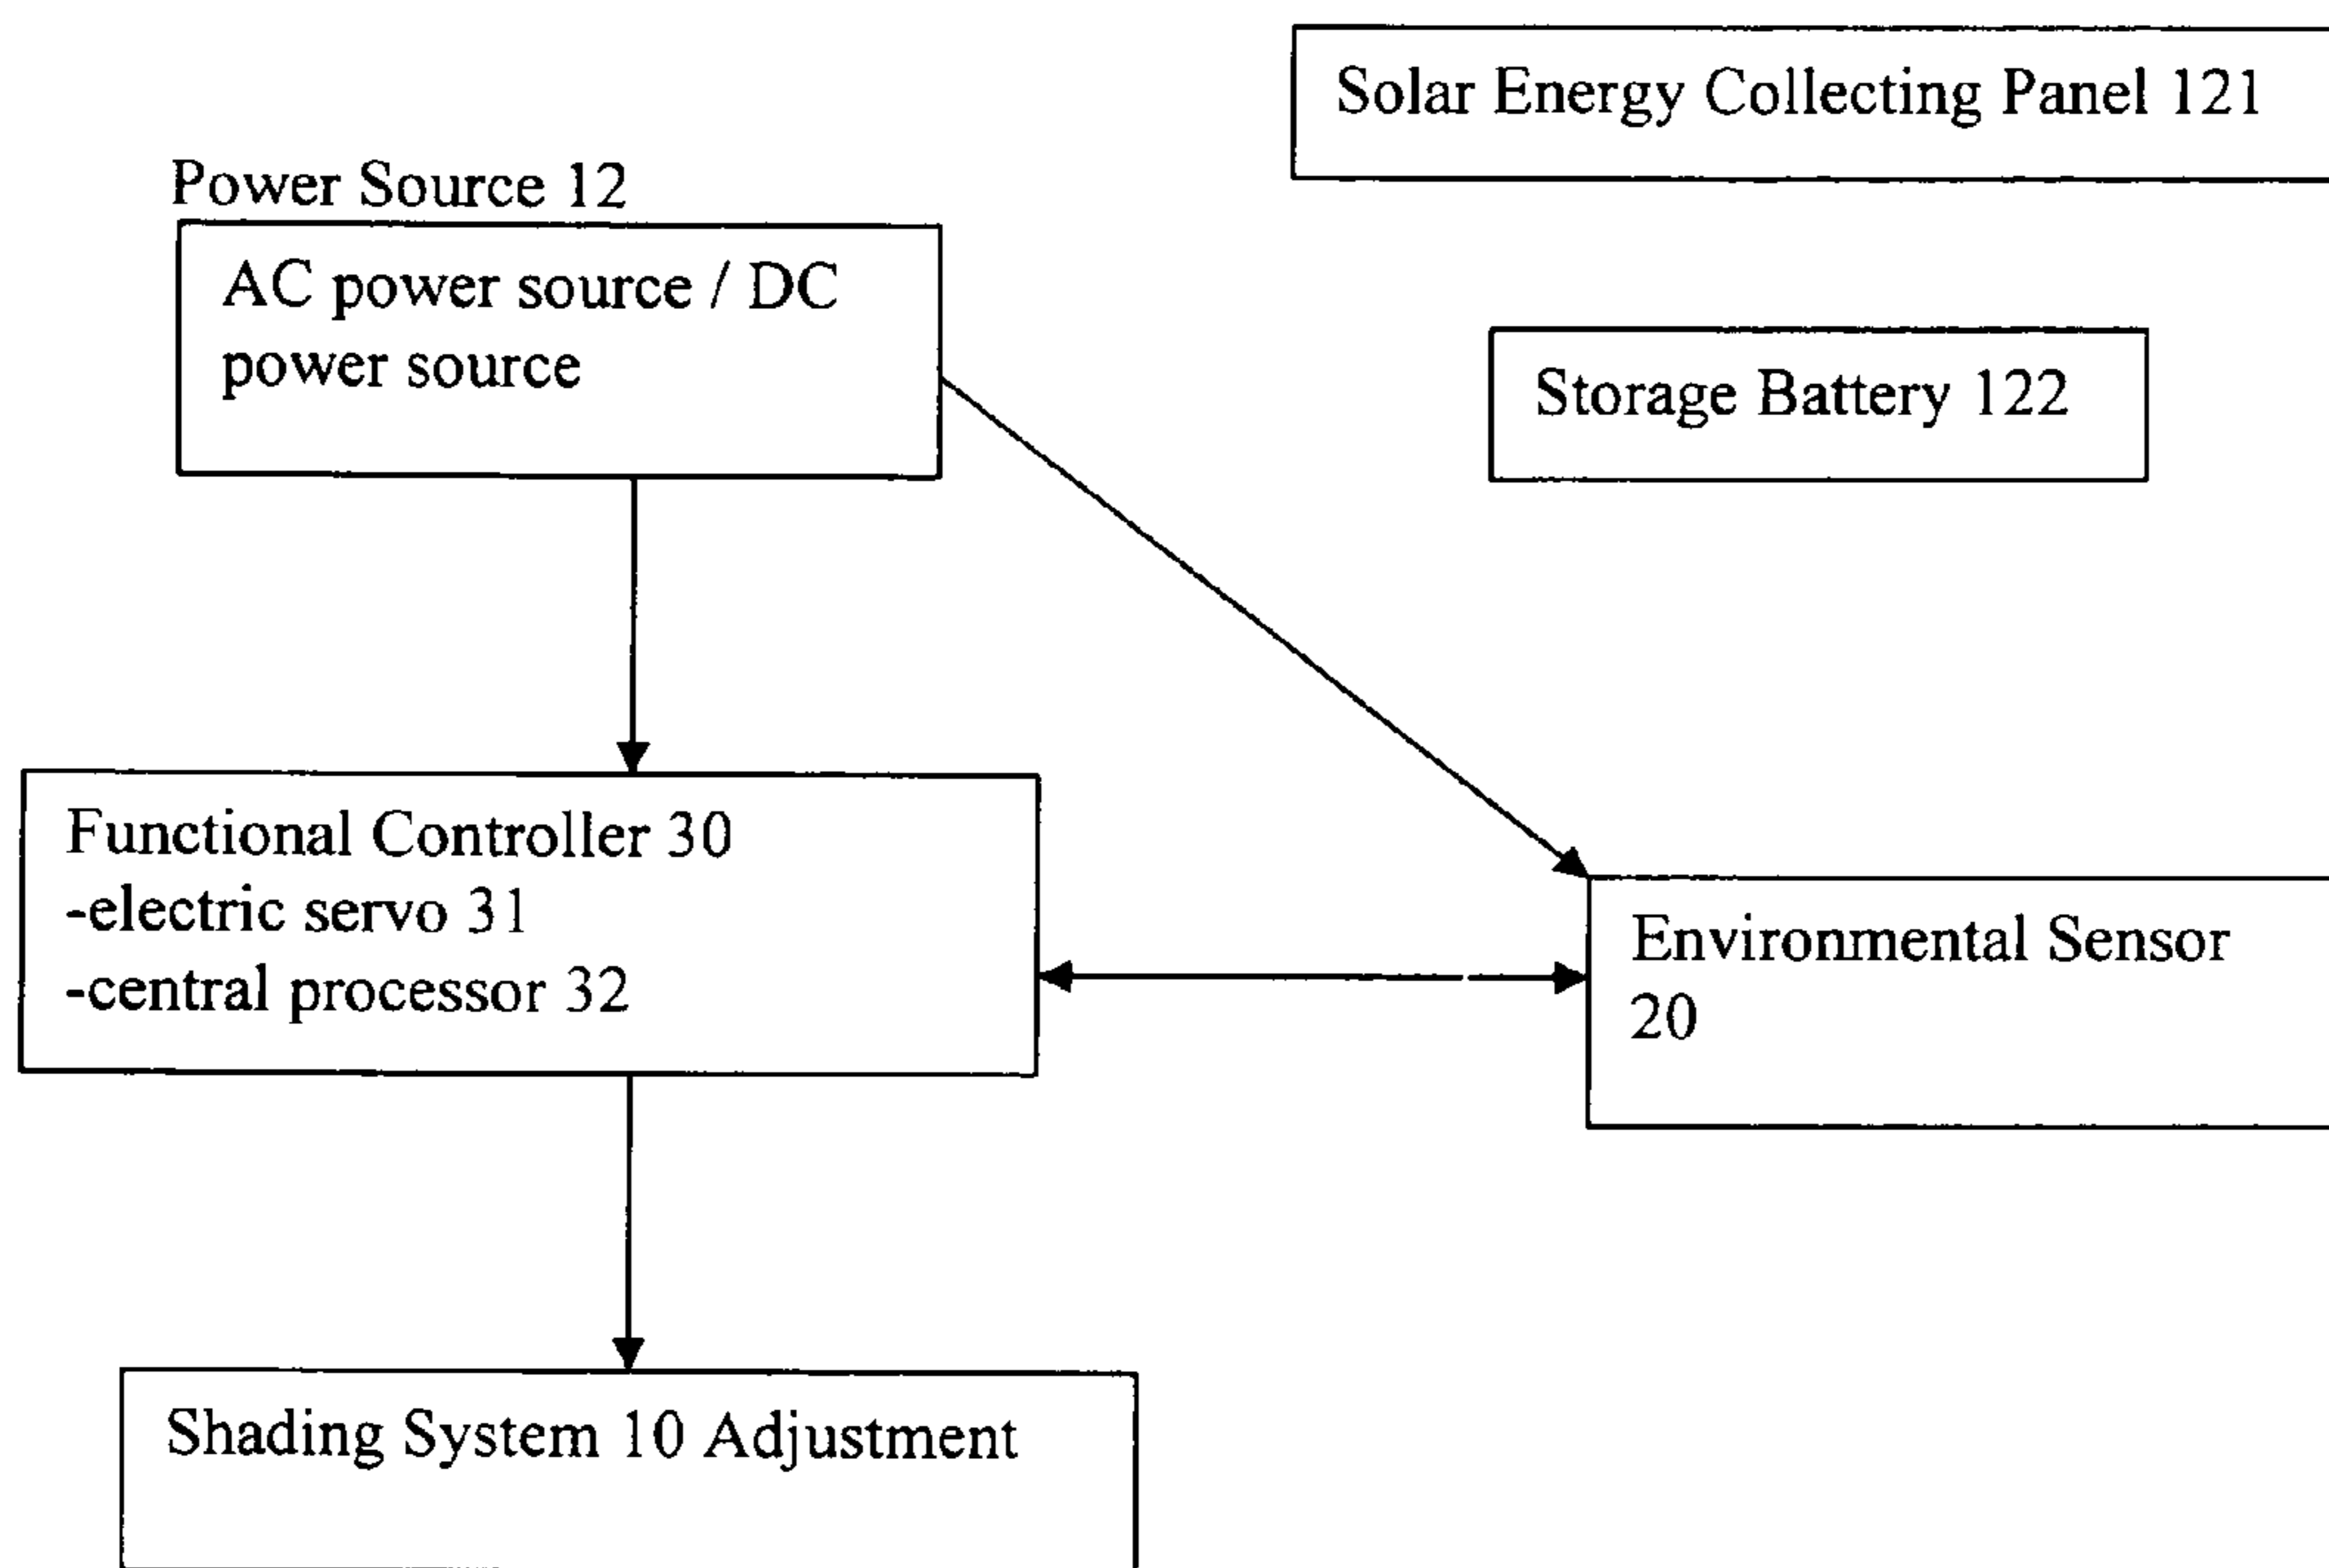 Solar Energy Collecting Panel 121
Power Source 12
AC power source / DC
power source
Storage Battery 122
Functional Controller 30
-electric servo 31
-central processor 32
Environmental Sensor
20
Shading System 10 Adjustment